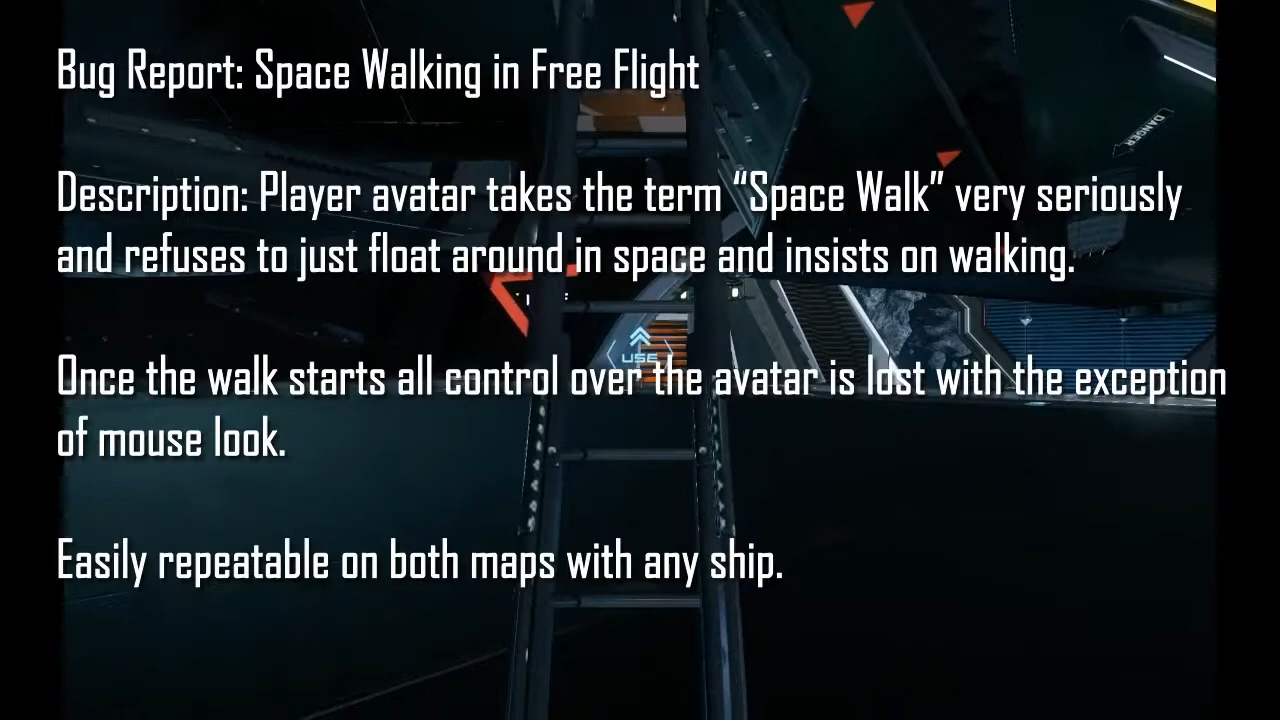 Bug Report: Space Walking in Free Flight
Description: Player avatar takes the term “Space Walk” very seriously
and refuses to just float around in space and insists on walking.
Once the walk starts all control over the avatar is lost with the exception
of mouse look.
Easily repeatable on both maps with any ship.
DANGER
USE